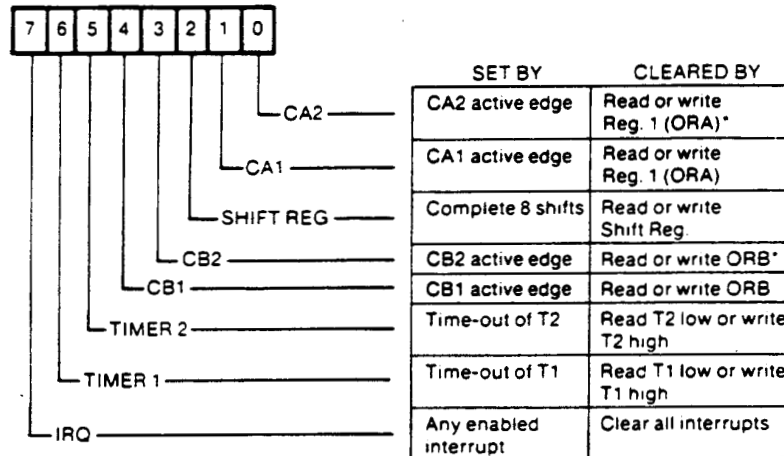 7 6 5 4 3 2 1 0
SET BY CLEARED BY
CA2 CA2 active edge Read or write
Reg. 1 (ORA)*
CA1 CA1 active edge Read or write
Reg. 1 (ORA)
SHIFT REG Complete 8 shifts Read or write
Shift Reg.
CB2 CB2 active edge Read or write ORB*
CB1 CB1 active edge Read or write ORB
TIMER 2 Time-out of T2 Read T2 low or write
T2 high
TIMER 1 Time-out of T1 Read T1 low or write
T1 high
IRQ Any enabled Clear all interrupts
interrupt